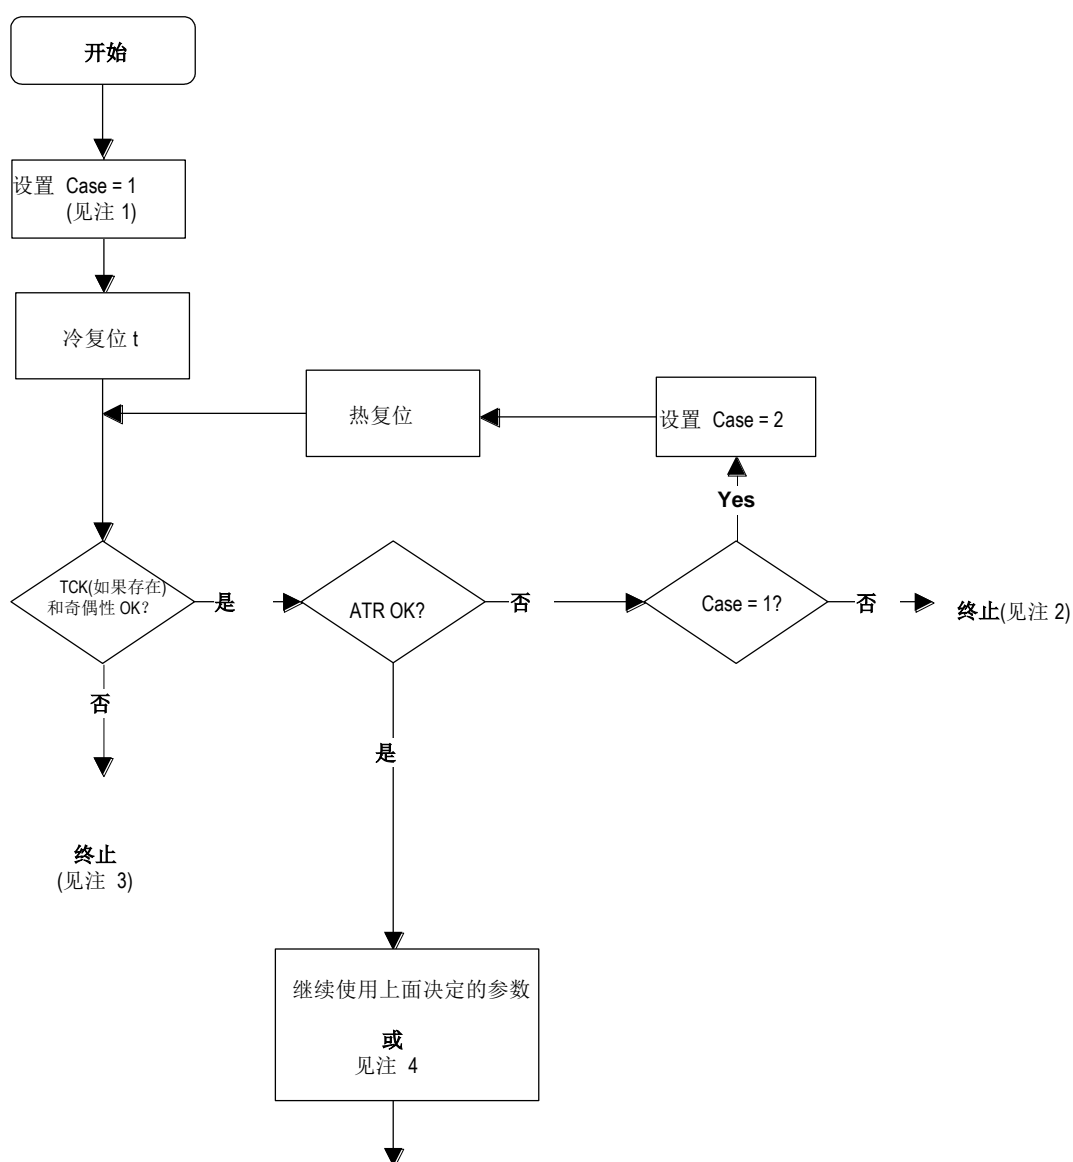 开始
设置 Case = 1
(见注 1)
冷复位 t
热复位
设置 Case = 2
Yes
TCK(如果存在)
和奇偶性 OK?
是
ATR OK?
否
Case = 1?
否
终止(见注 2)
否
是
终止
(见注 3)
继续使用上面决定的参数
或
见注 4